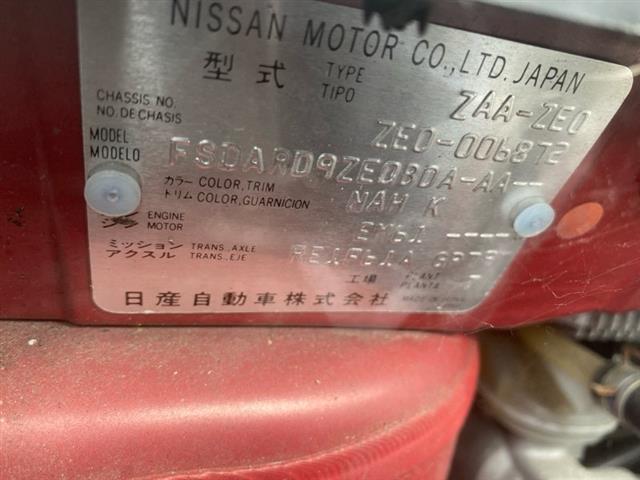 NISSAN MOTOR CO.,LTD. JAPAN
型式 TYPE TIPO ZAA-ZE0
CHASSIS NO. NO. DE CHASIS ZE0-006872
MODEL MODELO FSDARD9ZE0BDA-AA--
カラー COLOR, TRIM トリム COLOR, GUARNICION NAH K
ENGINE MOTOR EM61 ----
ミッション TRANS., AXLE アクスル TRANS., EJE RE1F61A
工場 PLANT PLANTA
日産自動車株式会社 MADE IN JAPAN